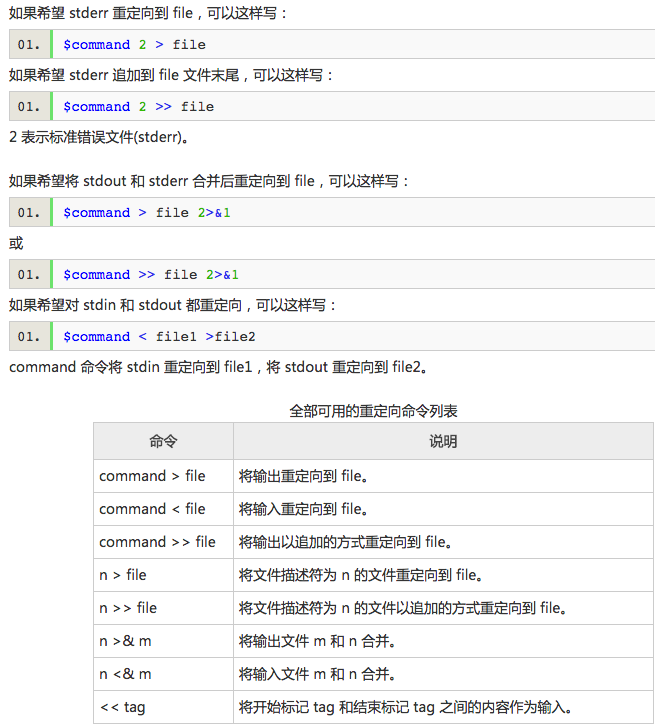 如果希望 stderr 重定向到 file，可以这样写：
01. $command 2 > file
如果希望 stderr 追加到 file 文件末尾，可以这样写：
01. $command 2 >> file
2 表示标准错误文件(stderr)。
如果希望将 stdout 和 stderr 合并后重定向到 file，可以这样写：
01. $command > file 2>&1
或
01. $command >> file 2>&1
如果希望对 stdin 和 stdout 都重定向，可以这样写：
01. $command < file1 >file2
command 命令将 stdin 重定向到 file1，将 stdout 重定向到 file2。
全部可用的重定向命令列表
命令 说明
command > file 将输出重定向到 file。
command < file 将输入重定向到 file。
command >> file 将输出以追加的方式重定向到 file。
n > file 将文件描述符为 n 的文件重定向到 file。
n >> file 将文件描述符为 n 的文件以追加的方式重定向到 file。
n >& m 将输出文件 m 和 n 合并。
n <& m 将输入文件 m 和 n 合并。
<< tag 将开始标记 tag 和结束标记 tag 之间的内容作为输入。